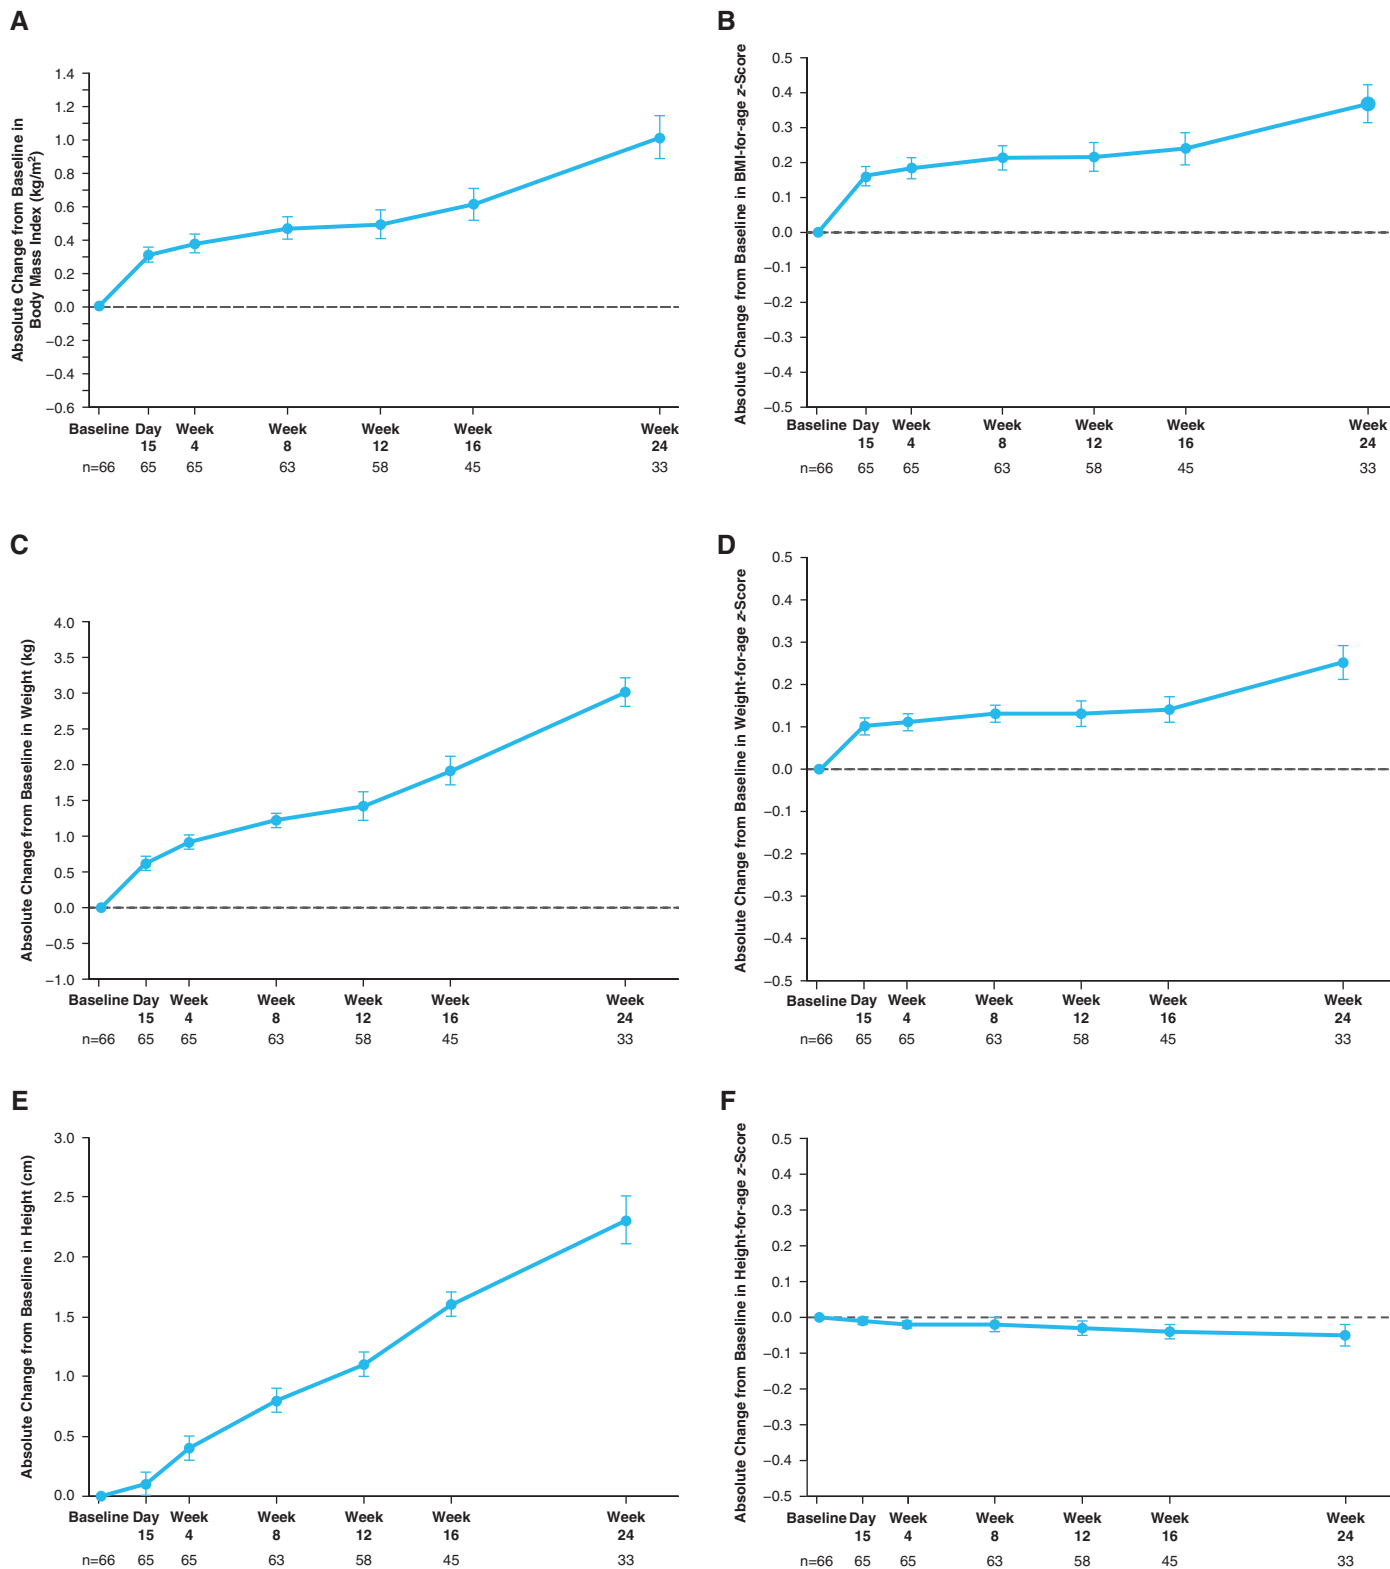 A
Absolute Change from Baseline in
Body Mass Index (kg/m²)
1.4
1.2
1.0
0.8
0.6
0.4
0.2
0.0
−0.2
−0.4
−0.6
Baseline Day Week Week Week Week Week
15 4 8 12 16 24
n=66 65 65 63 58 45 33
B
Absolute Change from Baseline in BMI-for-age z-Score
0.5
0.4
0.3
0.2
0.1
0.0
−0.1
−0.2
−0.3
−0.4
−0.5
Baseline Day Week Week Week Week Week
15 4 8 12 16 24
n=66 65 65 63 58 45 33
C
Absolute Change from Baseline in Weight (kg)
4.0
3.5
3.0
2.5
2.0
1.5
1.0
0.5
0.0
−0.5
−1.0
Baseline Day Week Week Week Week Week
15 4 8 12 16 24
n=66 65 65 63 58 45 33
D
Absolute Change from Baseline in Weight-for-age z-Score
0.5
0.4
0.3
0.2
0.1
0.0
−0.1
−0.2
−0.3
−0.4
−0.5
Baseline Day Week Week Week Week Week
15 4 8 12 16 24
n=66 65 65 63 58 45 33
E
Absolute Change from Baseline in Height (cm)
3.0
2.5
2.0
1.5
1.0
0.5
0.0
Baseline Day Week Week Week Week Week
15 4 8 12 16 24
n=66 65 65 63 58 45 33
F
Absolute Change from Baseline in Height-for-age z-Score
0.5
0.4
0.3
0.2
0.1
0.0
−0.1
−0.2
−0.3
−0.4
−0.5
Baseline Day Week Week Week Week Week
15 4 8 12 16 24
n=66 65 65 63 58 45 33